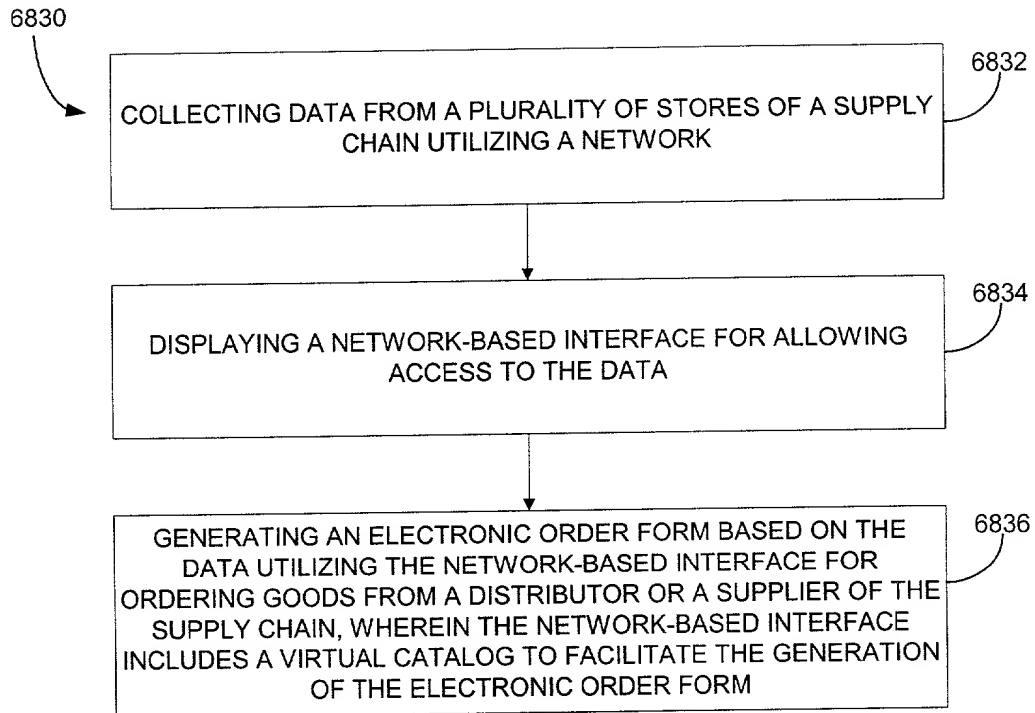 6830
6832
COLLECTING DATA FROM A PLURALITY OF STORES OF A SUPPLY
CHAIN UTILIZING A NETWORK
6834
DISPLAYING A NETWORK-BASED INTERFACE FOR ALLOWING
ACCESS TO THE DATA
6836
GENERATING AN ELECTRONIC ORDER FORM BASED ON THE
DATA UTILIZING THE NETWORK-BASED INTERFACE FOR
ORDERING GOODS FROM A DISTRIBUTOR OR A SUPPLIER OF THE
SUPPLY CHAIN, WHEREIN THE NETWORK-BASED INTERFACE
INCLUDES A VIRTUAL CATALOG TO FACILITATE THE GENERATION
OF THE ELECTRONIC ORDER FORM